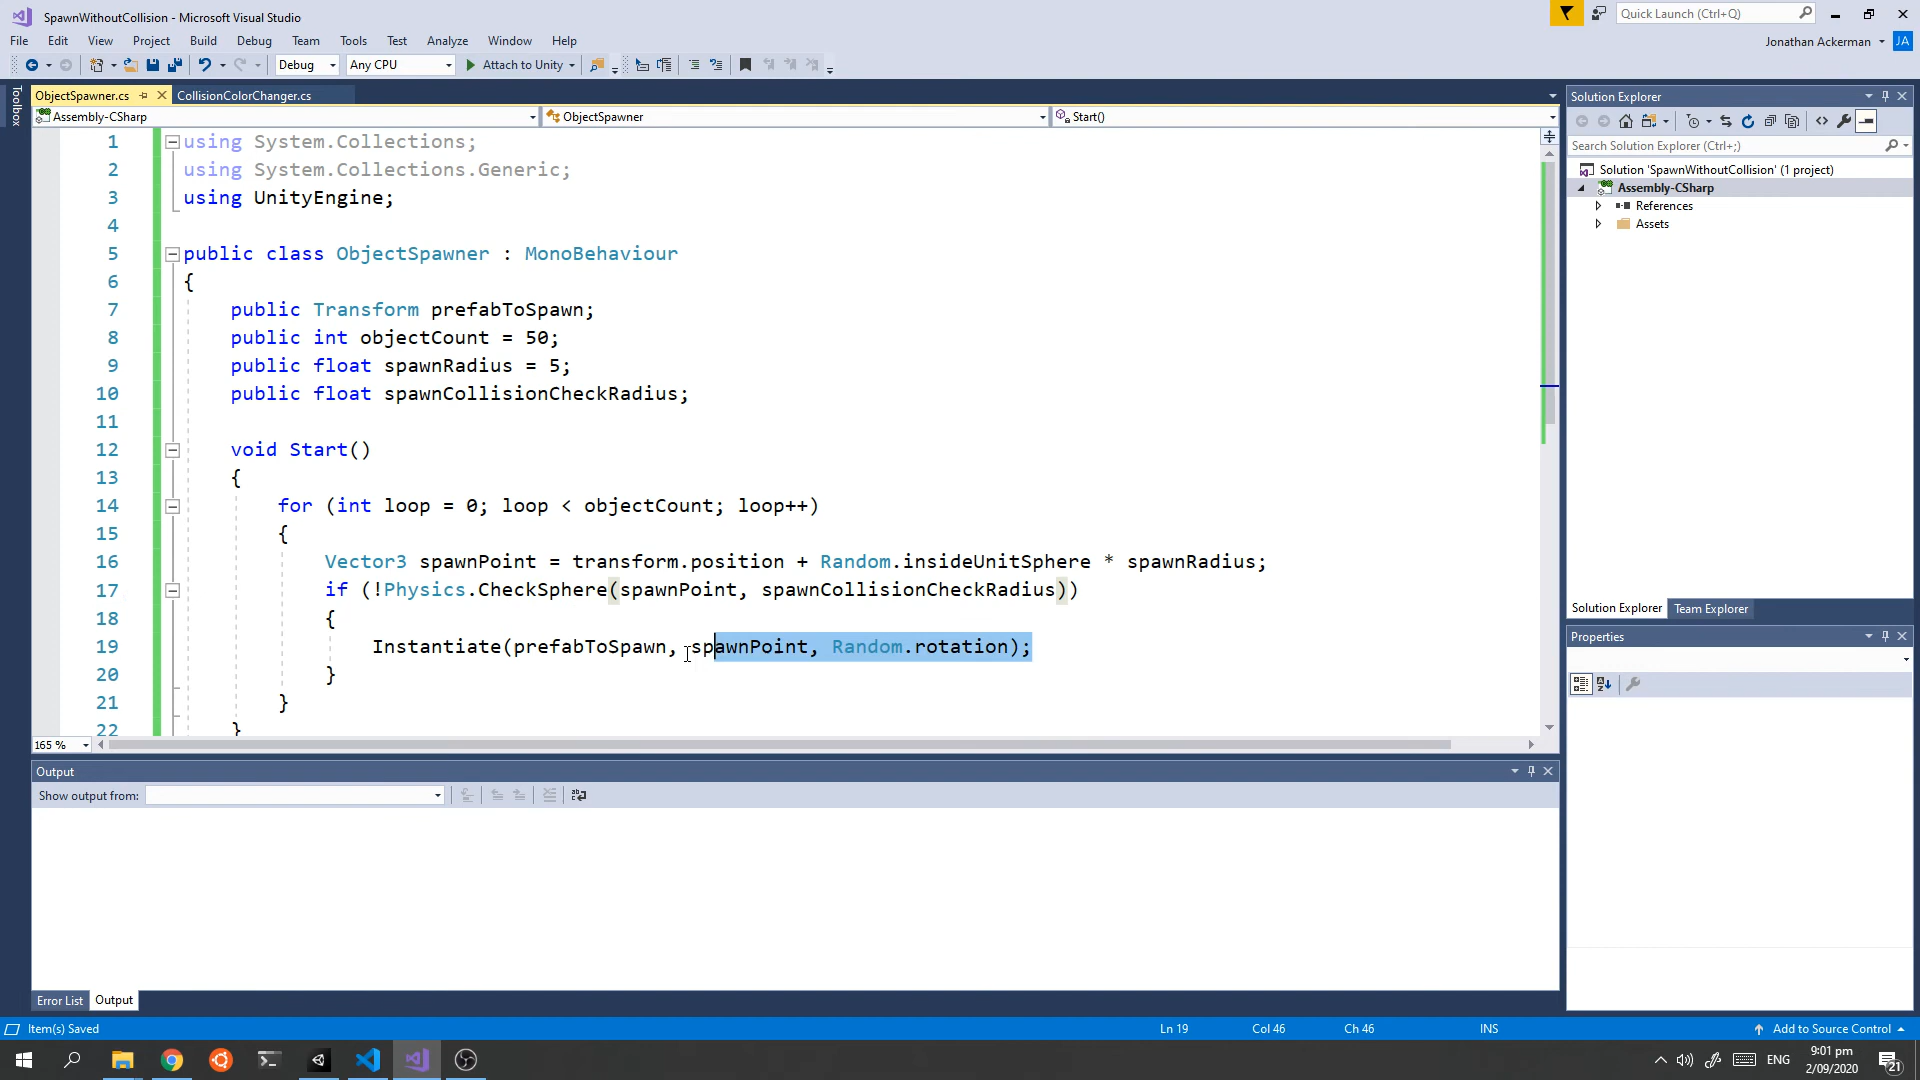 SpawnWithoutCollision - Microsoft Visual Studio
Quick Launch (Ctrl+Q)
File Edit View Project Build Debug Team Tools Test Analyze Window Help
Jonathan Ackerman JA
Debug Any CPU Attach to Unity
Toolbox
ObjectSpawner.cs CollisionColorChanger.cs
Assembly-CSharp ObjectSpawner Start()
1 using System.Collections;
2 using System.Collections.Generic;
3 using UnityEngine;
4
5 public class ObjectSpawner : MonoBehaviour
6 {
7 public Transform prefabToSpawn;
8 public int objectCount = 50;
9 public float spawnRadius = 5;
10 public float spawnCollisionCheckRadius;
11
12 void Start()
13 {
14 for (int loop = 0; loop < objectCount; loop++)
15 {
16 Vector3 spawnPoint = transform.position + Random.insideUnitSphere * spawnRadius;
17 if (!Physics.CheckSphere(spawnPoint, spawnCollisionCheckRadius))
18 {
19 Instantiate(prefabToSpawn, spawnPoint, Random.rotation);
20 }
21 }
22 }
165 %
Output
Show output from:
Error List Output
Solution Explorer
Search Solution Explorer (Ctrl+;)
Solution 'SpawnWithoutCollision' (1 project)
Assembly-CSharp
References
Assets
Solution Explorer Team Explorer
Properties
Item(s) Saved Ln 19 Col 46 Ch 46 INS Add to Source Control
ENG 9:01 pm
2/09/2020
21